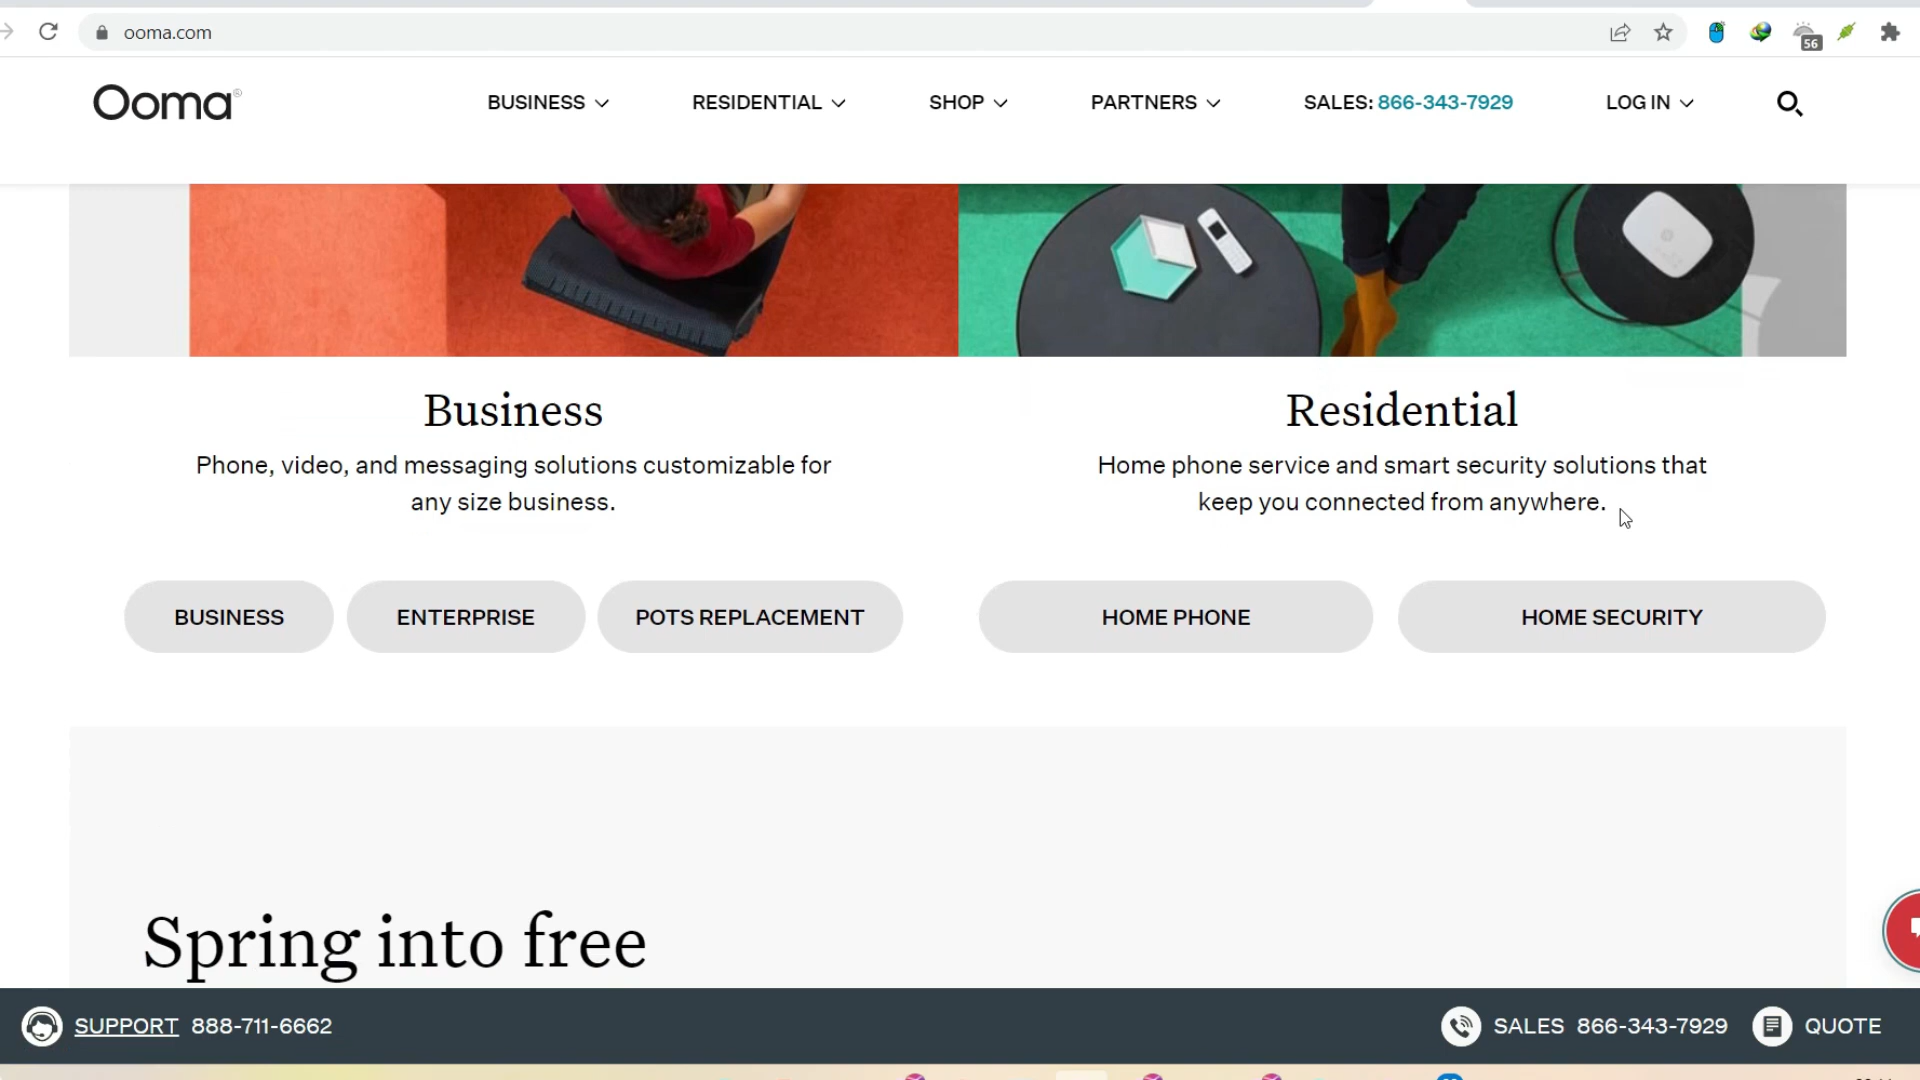 ooma.com
56
Ooma®
BUSINESS
RESIDENTIAL
SHOP
PARTNERS
SALES: 866-343-7929
LOG IN
Business
Phone, video, and messaging solutions customizable for
any size business.
BUSINESS
ENTERPRISE
POTS REPLACEMENT
Residential
Home phone service and smart security solutions that
keep you connected from anywhere.
HOME PHONE
HOME SECURITY
Spring into free
SUPPORT 888-711-6662
SALES 866-343-7929
QUOTE